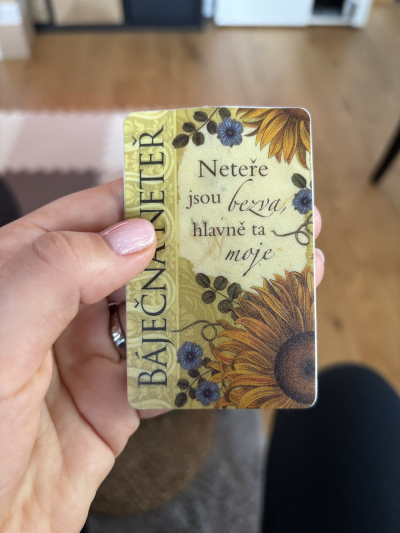 BÁJEČNÁ NETEŘ
Neteře
jsou bezva,
hlavně ta
moje